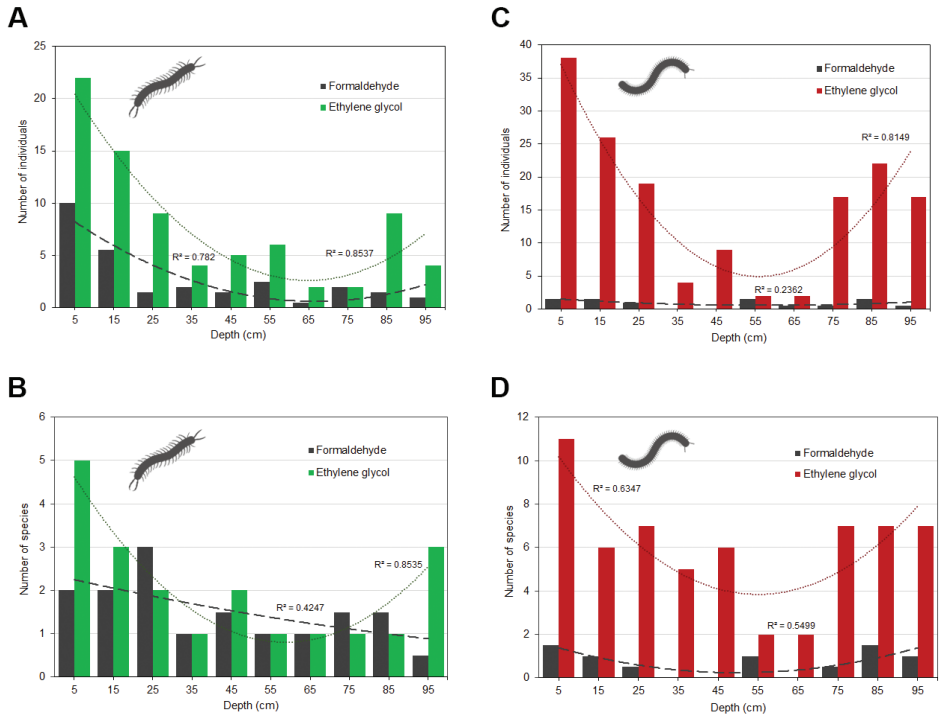 A
25
20
15
10
5
0
Number of individuals
Formaldehyde
Ethylene glycol
R² = 0.782
R² = 0.8537
5 15 25 35 45 55 65 75 85 95
Depth (cm)
C
40
35
30
25
20
15
10
5
0
Number of individuals
Formaldehyde
Ethylene glycol
R² = 0.8149
R² = 0.2362
5 15 25 35 45 55 65 75 85 95
Depth (cm)
B
6
5
4
3
2
1
0
Number of species
Formaldehyde
Ethylene glycol
R² = 0.8535
R² = 0.4247
5 15 25 35 45 55 65 75 85 95
Depth (cm)
D
12
10
8
6
4
2
0
Number of species
Formaldehyde
Ethylene glycol
R² = 0.6347
R² = 0.5499
5 15 25 35 45 55 65 75 85 95
Depth (cm)